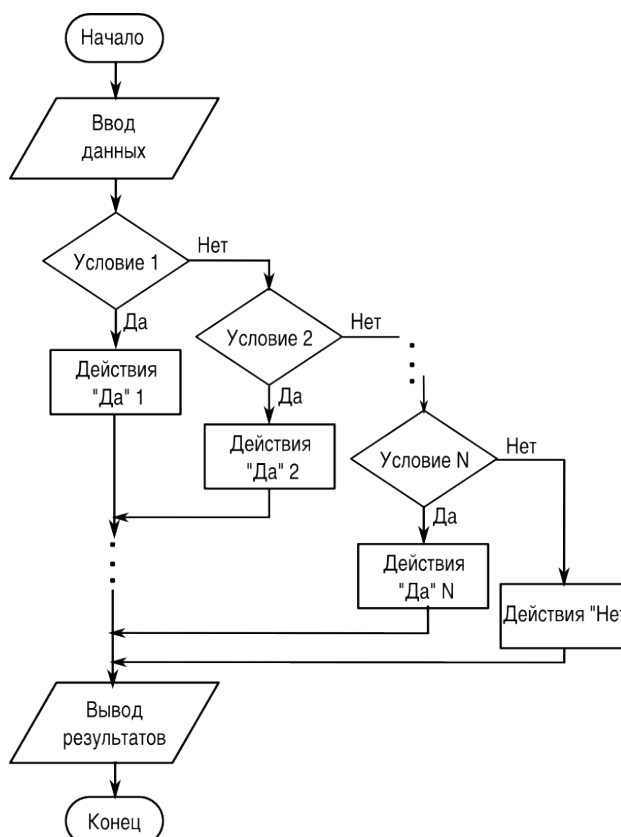 Начало
Ввод
данных
Условие 1
Нет
Да
Действия
"Да" 1
Условие 2
Нет
Да
Действия
"Да" 2
Условие N
Нет
Да
Действия
"Да" N
Действия "Нет
Вывод
результатов
Конец